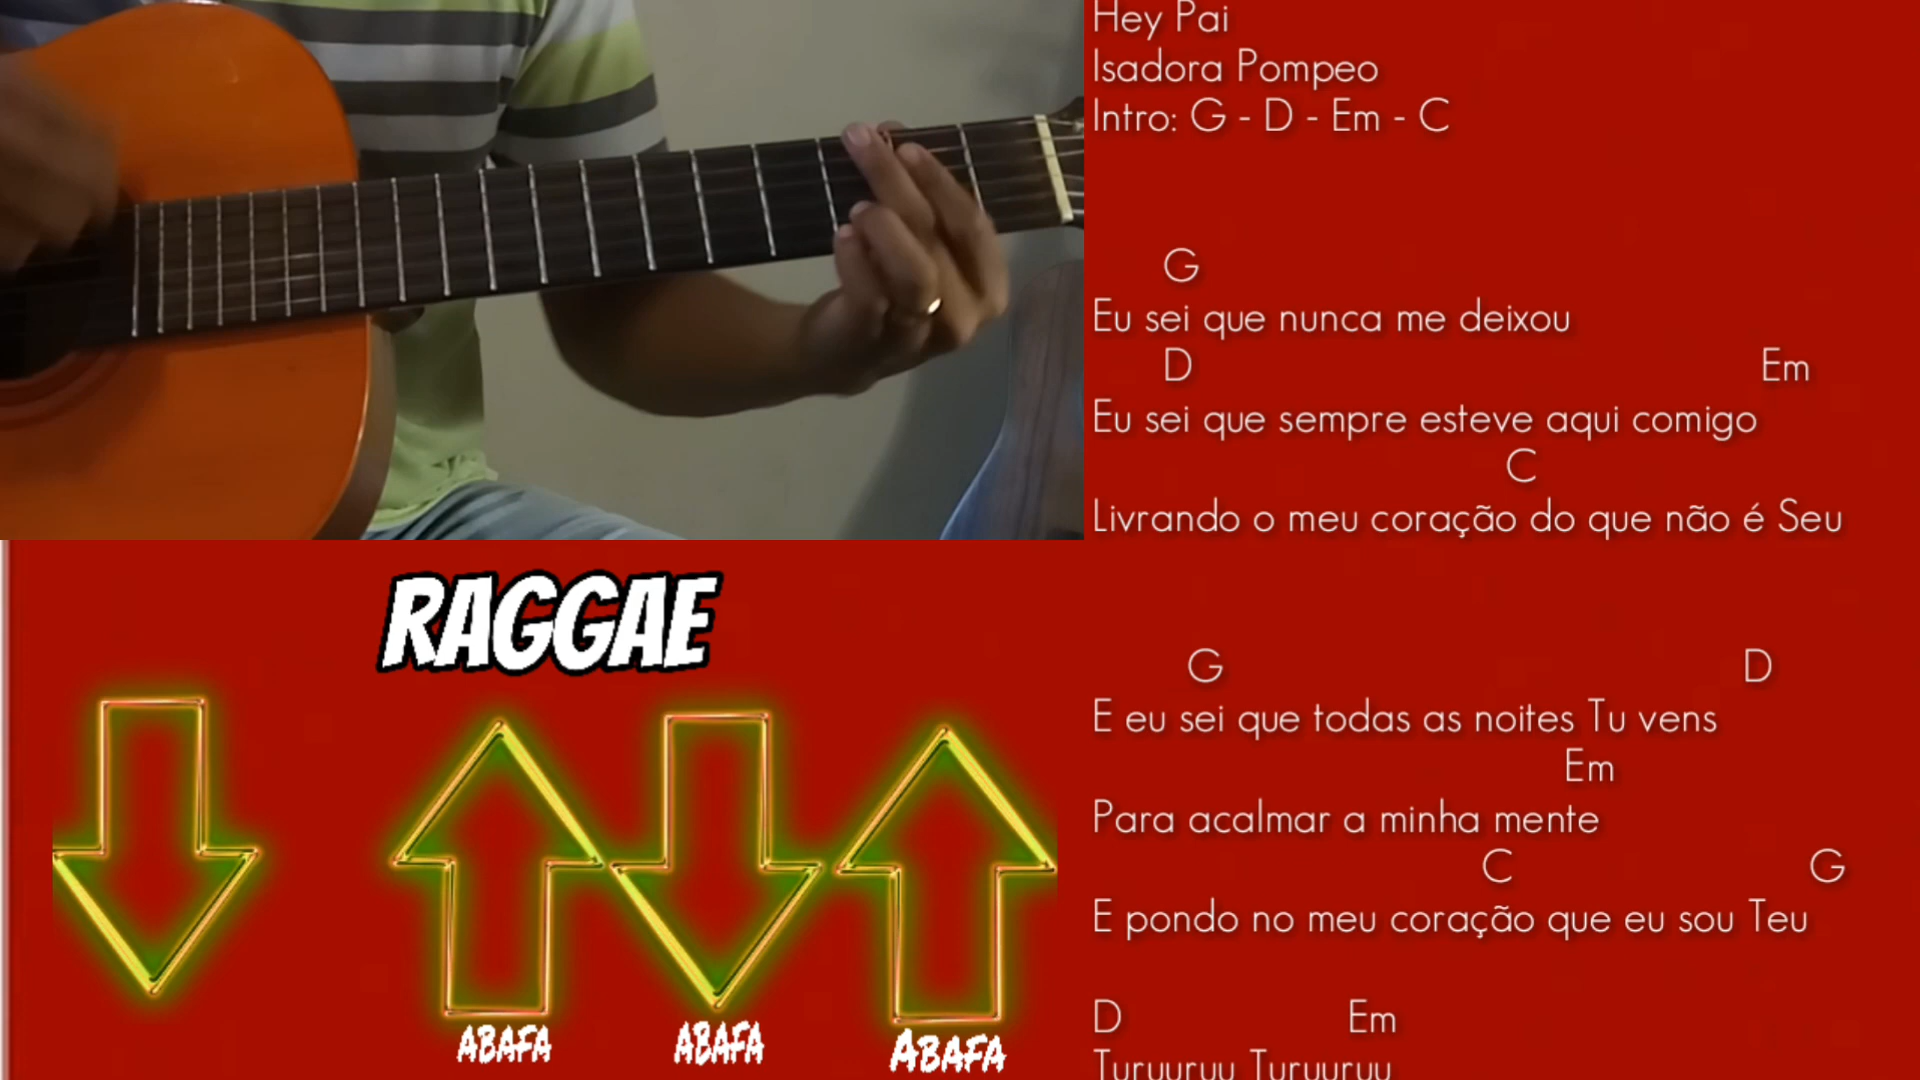 Hey Pai
Isadora Pompeo
Intro: G - D - Em - C
G
Eu sei que nunca me deixou
D Em
Eu sei que sempre esteve aqui comigo
C
Livrando o meu coração do que não é Seu
G D
E eu sei que todas as noites Tu vens
Em
Para acalmar a minha mente
C G
E pondo no meu coração que eu sou Teu
D Em
Turuuruu Turuuruu
RAGGAE
ABAFA ABAFA ABAFA